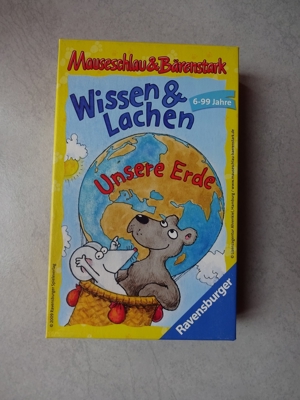 Mauseschlau & Bärenstark
Wissen &
Lachen
6-99 Jahre
Unsere Erde
Ravensburger